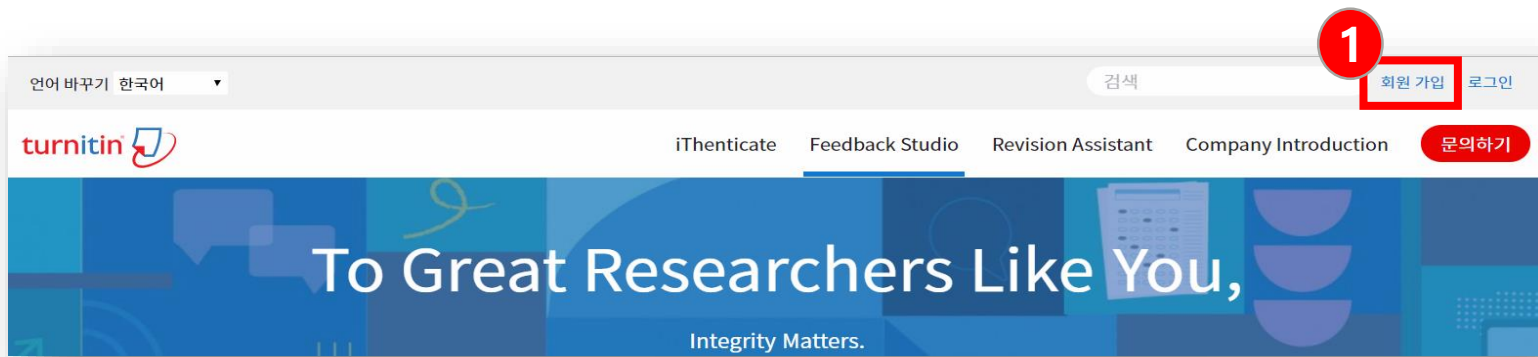 1
언어 바꾸기 한국어 검색 회원 가입 로그인
turnitin iThenticate Feedback Studio Revision Assistant Company Introduction 문의하기
To Great Researchers Like You,
Integrity Matters.